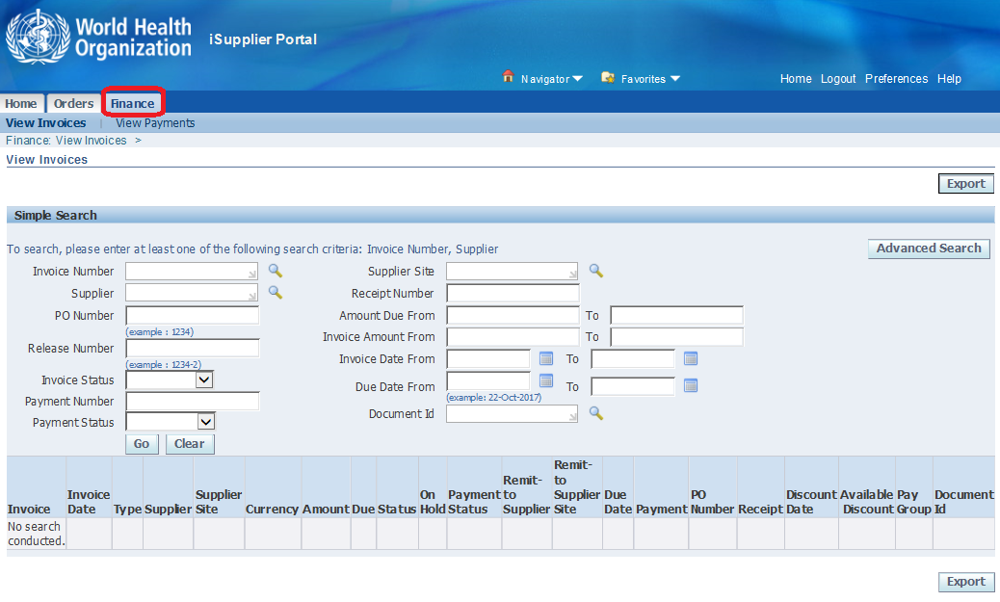 World Health
Organization
iSupplier Portal
Navigator Favorites Home Logout Preferences Help
Home Orders Finance
View Invoices | View Payments
Finance: View Invoices >
View Invoices
Export
Simple Search
To search, please enter at least one of the following search criteria: Invoice Number, Supplier
Advanced Search
Invoice Number Supplier Site
Supplier Receipt Number
PO Number Amount Due From To
(example : 1234)
Invoice Amount From To
Release Number
(example : 1234-2)
Invoice Date From To
Invoice Status Due Date From To
(example: 22-Oct-2017)
Payment Number
Document Id
Payment Status
Go Clear
Invoice Invoice Date Type Supplier Supplier Site Currency Amount Due Status On Hold Payment Status Remit-to Supplier Remit-to Supplier Site Due Date Payment PO Number Receipt Discount Date Available Discount Pay Group Document Id
No search
conducted.
Export